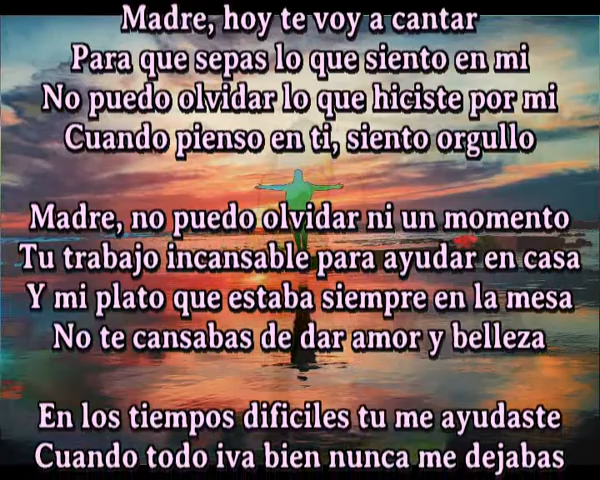 Madre, hoy te voy a cantar
Para que sepas lo que siento en mi
No puedo olvidar lo que hiciste por mi
Cuando pienso en ti, siento orgullo
Madre, no puedo olvidar ni un momento
Tu trabajo incansable para ayudar en casa
Y mi plato que estaba siempre en la mesa
No te cansabas de dar amor y belleza
En los tiempos dificiles tu me ayudaste
Cuando todo iva bien nunca me dejabas